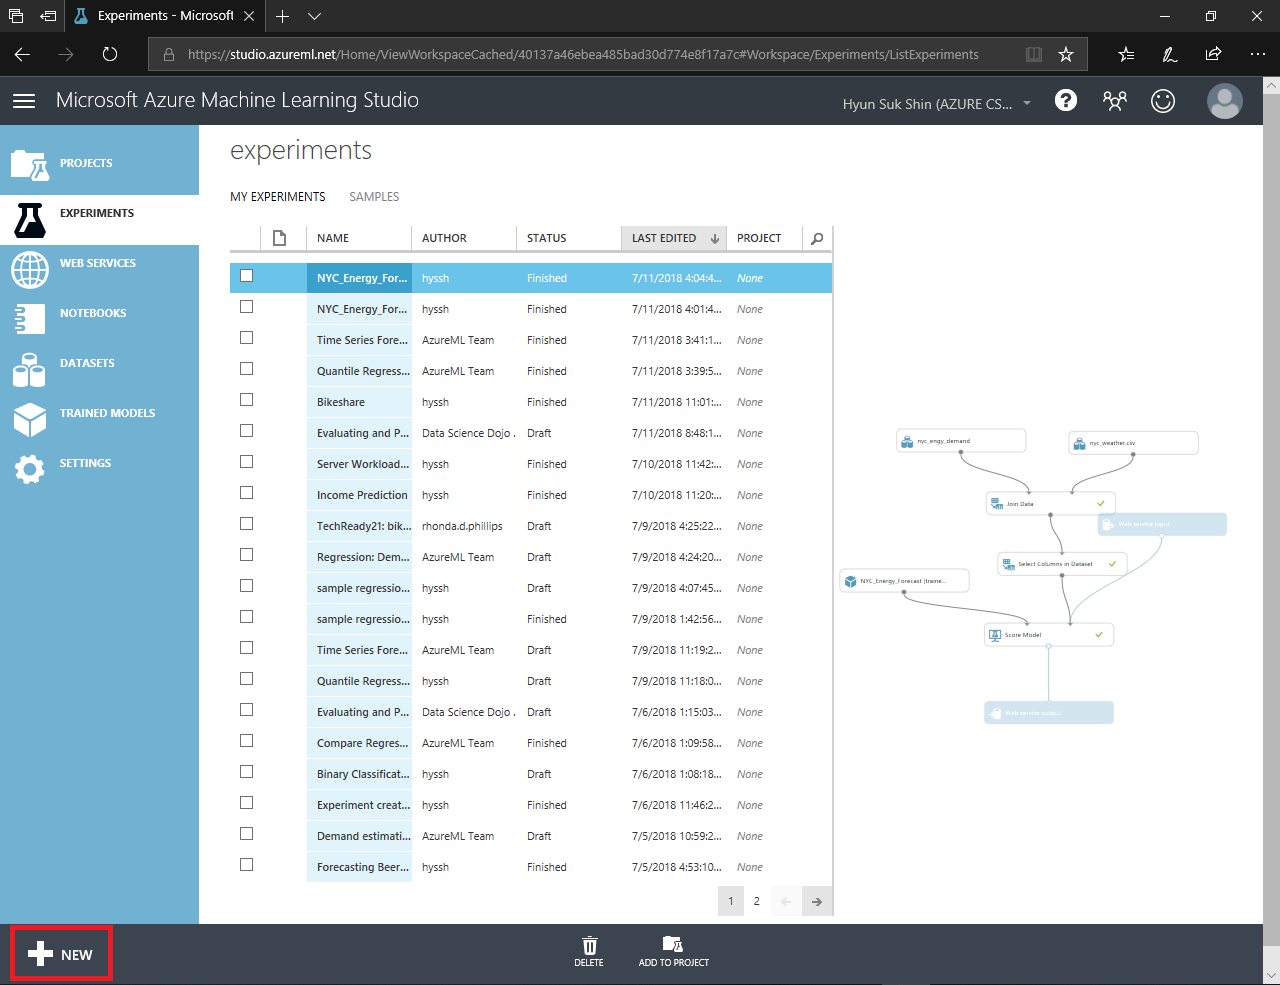 Experiments - Microsoft
https://studio.azureml.net/Home/ViewWorkspaceCached/40137a46ebea485bad30d774e8f17a7c#Workspace/Experiments/ListExperiments
Microsoft Azure Machine Learning Studio
Hyun Suk Shin (AZURE CS...
PROJECTS
EXPERIMENTS
WEB SERVICES
NOTEBOOKS
DATASETS
TRAINED MODELS
SETTINGS
experiments
MY EXPERIMENTS SAMPLES
NAME AUTHOR STATUS LAST EDITED PROJECT
NYC_Energy_For... hyssh Finished 7/11/2018 4:04:4... None
NYC_Energy_For... hyssh Finished 7/11/2018 4:01:4... None
Time Series Fore... AzureML Team Finished 7/11/2018 3:41:1... None
Quantile Regress... AzureML Team Finished 7/11/2018 3:39:5... None
Bikeshare hyssh Finished 7/11/2018 11:01:... None
Evaluating and P... Data Science Dojo . Draft 7/11/2018 8:48:1... None
Server Workload... hyssh Finished 7/10/2018 11:42:... None
Income Prediction hyssh Finished 7/10/2018 11:20:... None
TechReady21: bik... rhonda.d.phillips Draft 7/9/2018 4:25:22... None
Regression: Dem... AzureML Team Draft 7/9/2018 4:24:20... None
sample regressio... hyssh Draft 7/9/2018 4:07:45... None
sample regressio... hyssh Finished 7/9/2018 1:42:56... None
Time Series Fore... AzureML Team Draft 7/9/2018 11:19:2... None
Quantile Regress... AzureML Team Draft 7/9/2018 11:18:0... None
Evaluating and P... Data Science Dojo . Draft 7/6/2018 1:15:03... None
Compare Regres... AzureML Team Finished 7/6/2018 1:09:58... None
Binary Classificat... hyssh Draft 7/6/2018 1:08:18... None
Experiment creat... hyssh Finished 7/6/2018 11:46:2... None
Demand estimati... AzureML Team Draft 7/5/2018 10:59:2... None
Forecasting Beer... hyssh Finished 7/5/2018 4:53:10... None
1 2
nyc_engy_demand
nyc_weather.csv
Join Data
Web service input
Select Columns in Dataset
NYC_Energy_Forecast [traine...
Score Model
Web service output
NEW
DELETE
ADD TO PROJECT